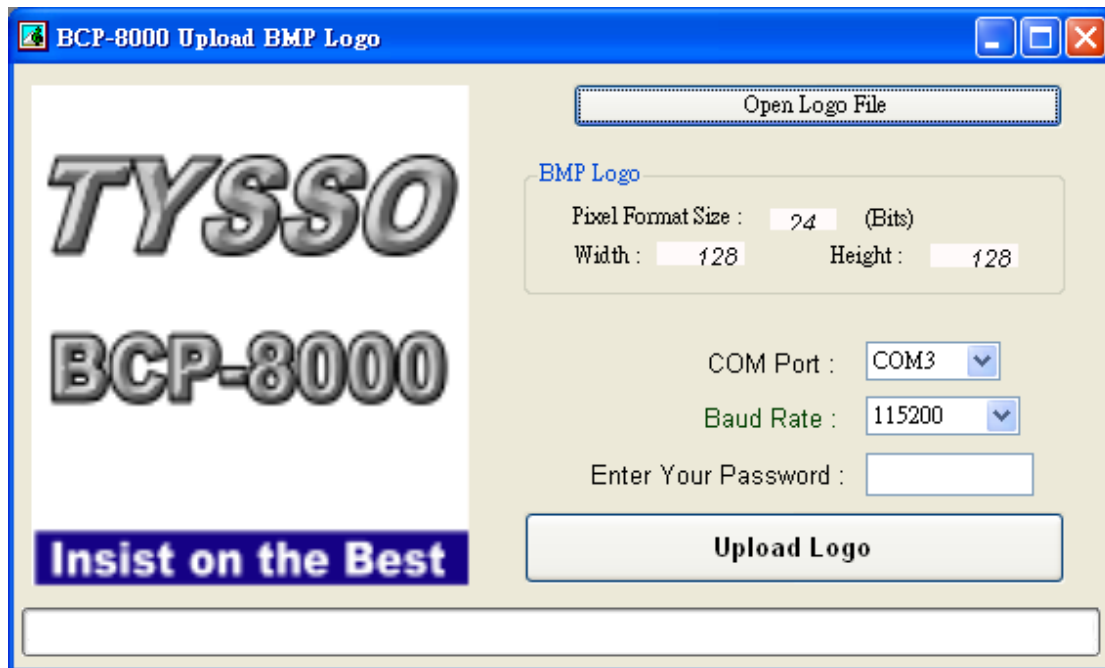 BCP-8000 Upload BMP Logo
TYSSO
BCP-8000
Insist on the Best
Open Logo File
BMP Logo
Pixel Format Size : 24 (Bits)
Width : 128 Height : 128
COM Port : COM3
Baud Rate : 115200
Enter Your Password :
Upload Logo